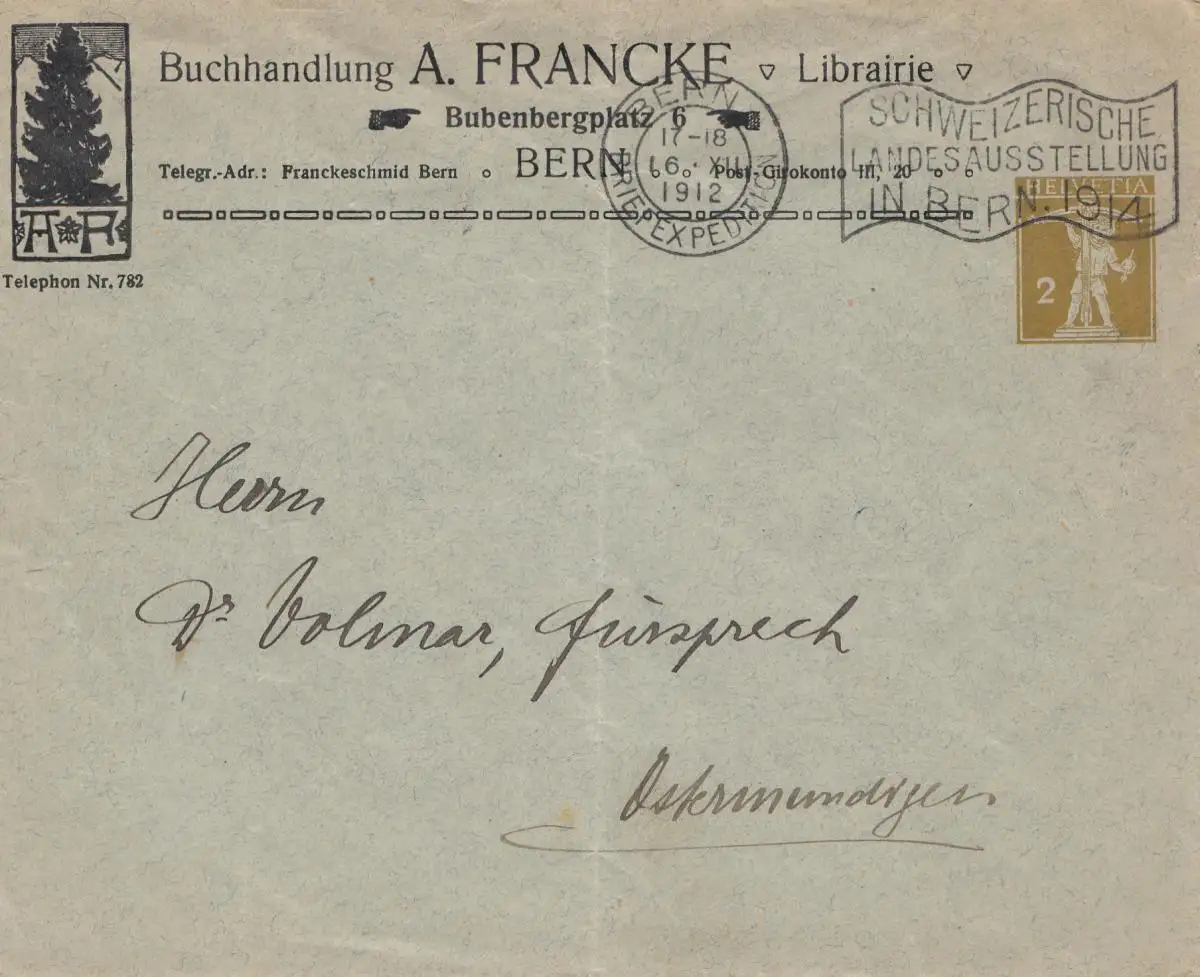 Buchhandlung A. FRANCKE ▿ Librairie ▿
Bubenbergplatz 6
Telegr.-Adr.: Franckeschmid Bern ∘ BERN ∘ ∘ ∘ Post-Girokonto III, 20 ∘ ∘ ∘
A R
Telephon Nr. 782
BERN
17-18
16. XII
1912
BRIEFEXPEDITION
SCHWEIZERISCHE
LANDESAUSSTELLUNG
IN BERN. 1914
HELVETIA
2
Herrn
Dr Volmar, Fürsprech
Ostermundigen